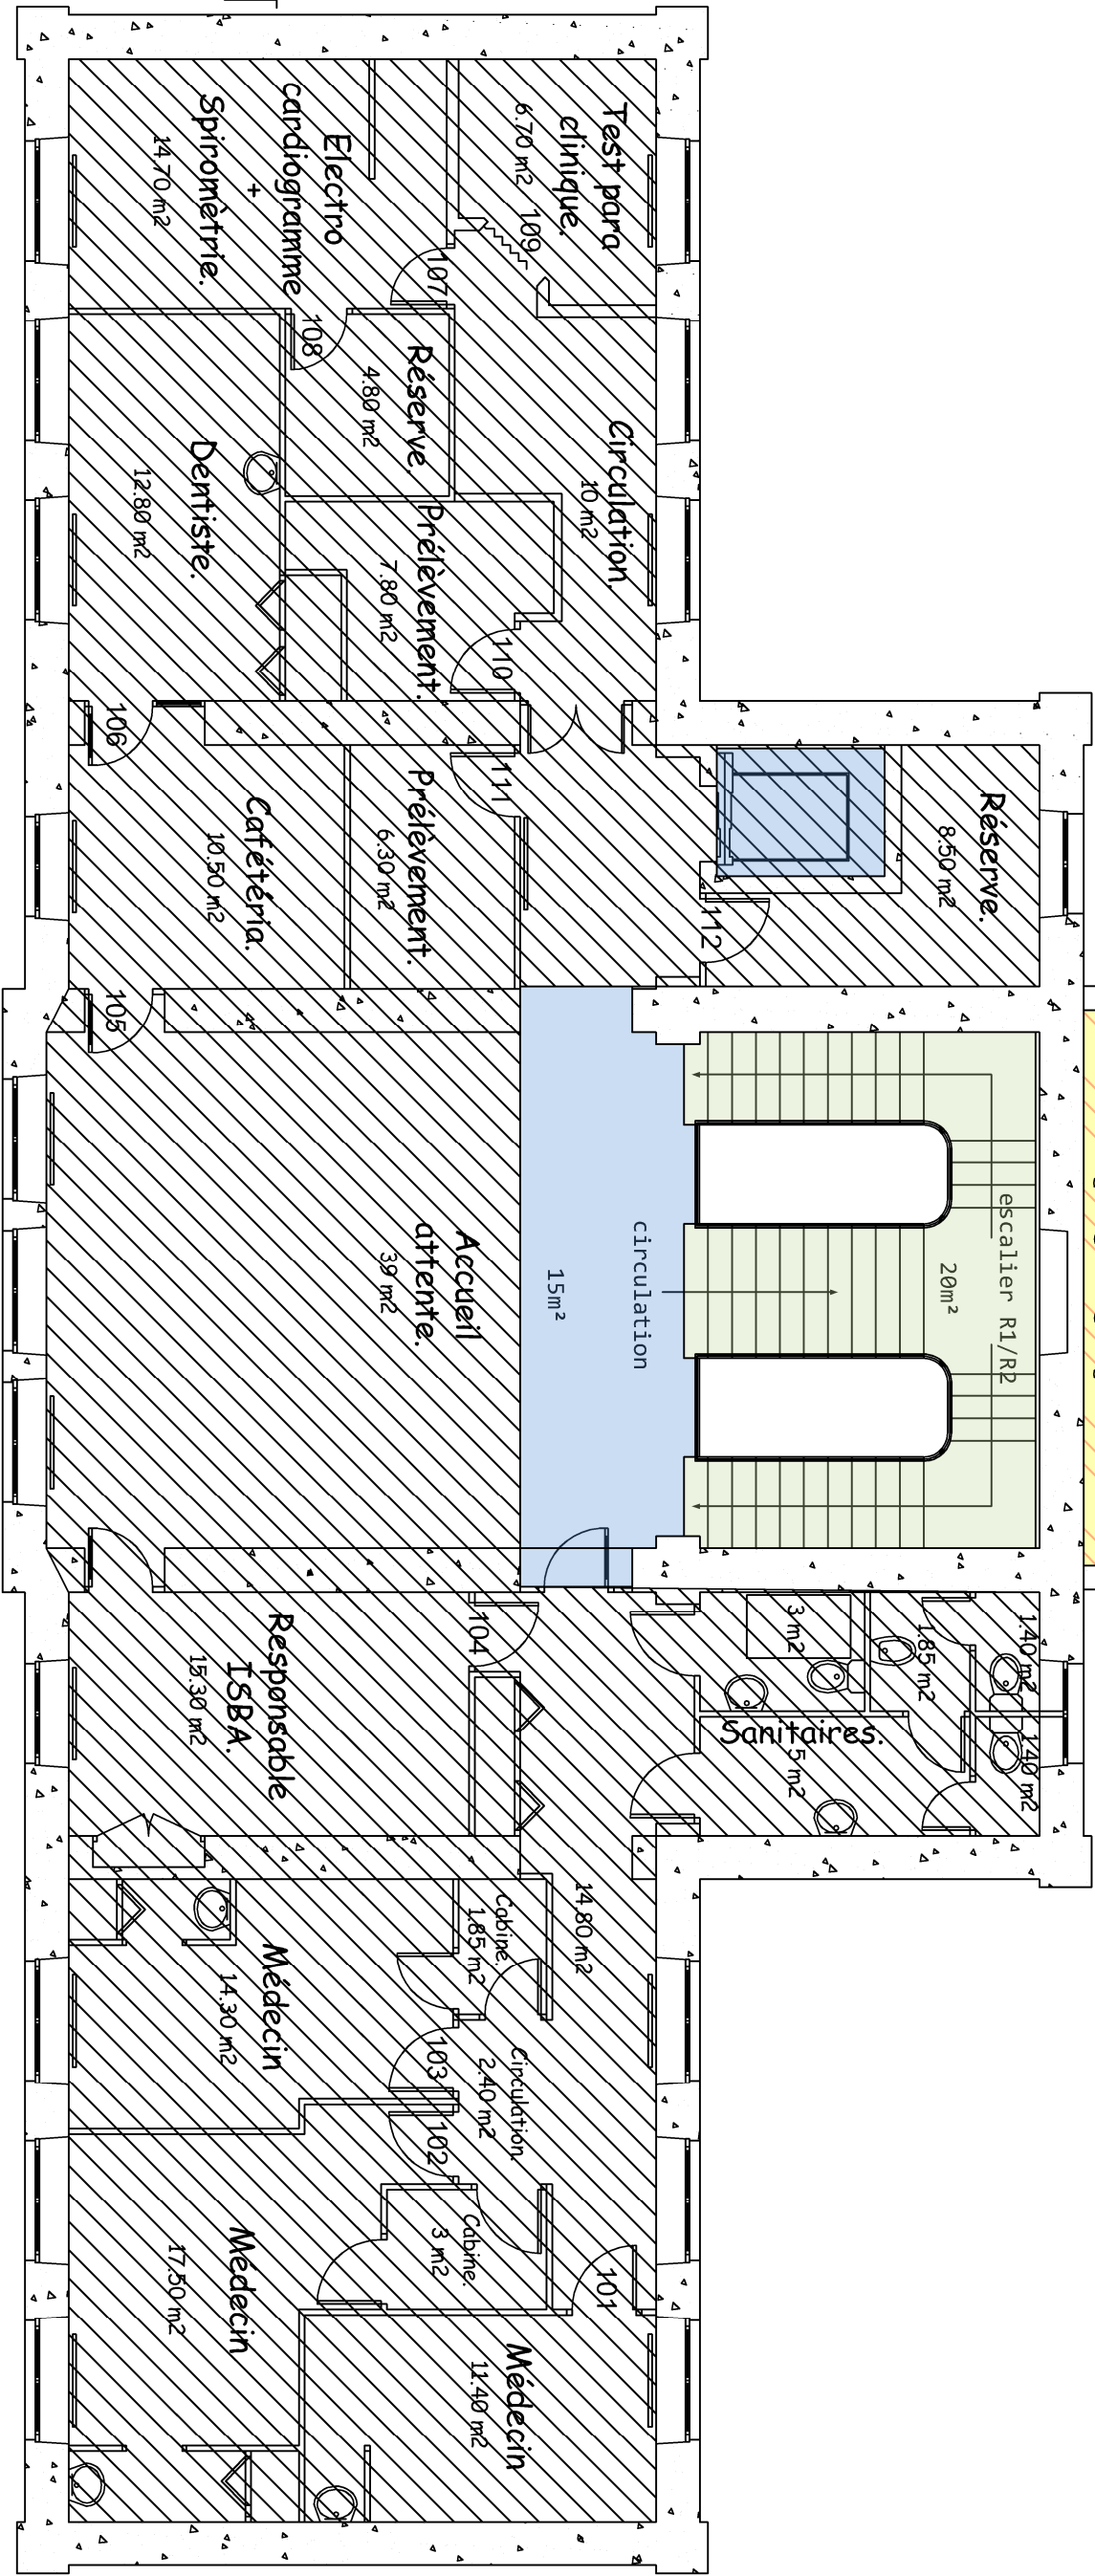 Test para
clinique.
6.70 m2
109
Electro
cardiogramme
+
Spiromètrie.
14.70 m2
107
108
Réserve.
4.80 m2
Circulation.
10 m2
Dentiste.
12.80 m2
Prélèvement.
7.80 m2
110
106
111
Réserve.
8.50 m2
Prélèvement.
6.30 m2
Cafétéria.
10.50 m2
112
105
escalier R1/R2
20m²
circulation
15m²
Accueil
attente.
39 m2
104
Responsable
ISBA.
15.30 m2
3 m2
1.85 m2
1.40 m2
Sanitaires.
5 m2
1.40 m2
14.80 m2
Cabine.
1.85 m2
Médecin
14.30 m2
103
Circulation.
2.40 m2
102
Cabine.
3 m2
101
Médecin
17.50 m2
Médecin
11.40 m2